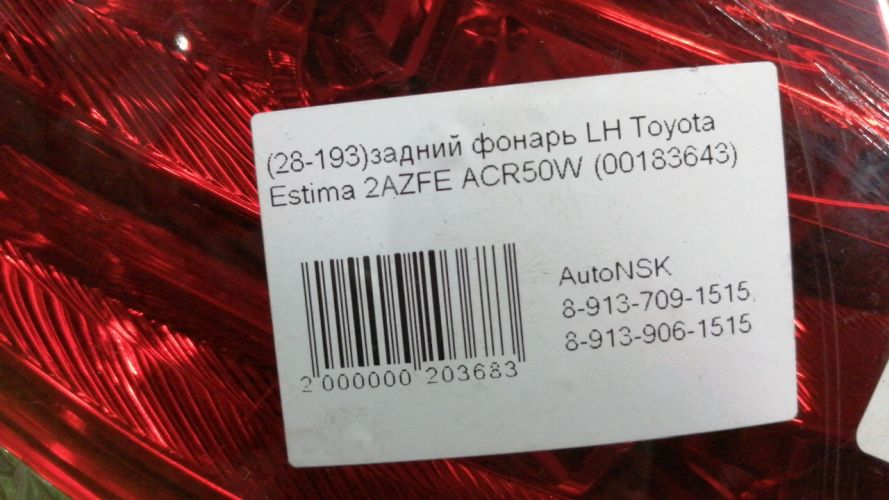 (28-193)задний фонарь LH Toyota
Estima 2AZFE ACR50W (00183643)
AutoNSK
8-913-709-1515,
8-913-906-1515
2 000000 203683